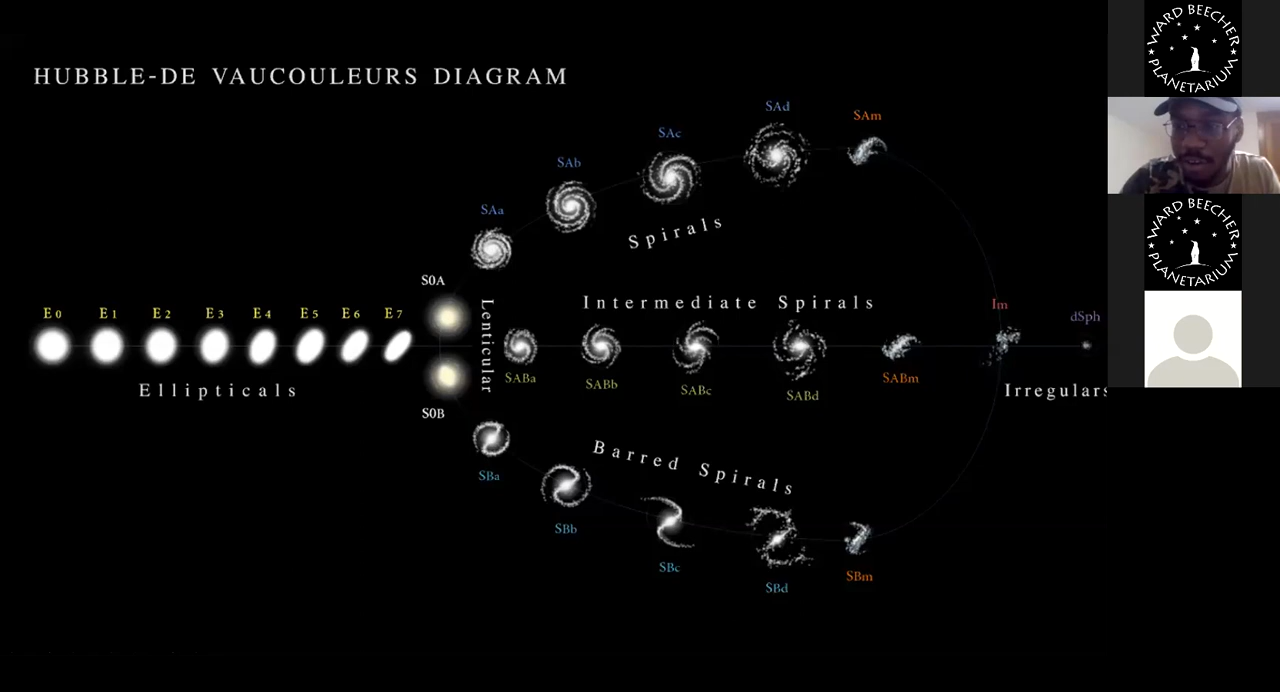 HUBBLE-DE VAUCOULEURS DIAGRAM
SAa
SAb
SAc
SAd
SAm
Spirals
E0
E1
E2
E3
E4
E5
E6
E7
Ellipticals
S0A
S0B
Lenticular
Intermediate Spirals
SABa
SABb
SABc
SABd
SABm
Im
dSph
Irregulars
Barred Spirals
SBa
SBb
SBc
SBd
SBm
WARD BEECHER
PLANETARIUM
WARD BEECHER
PLANETARIUM